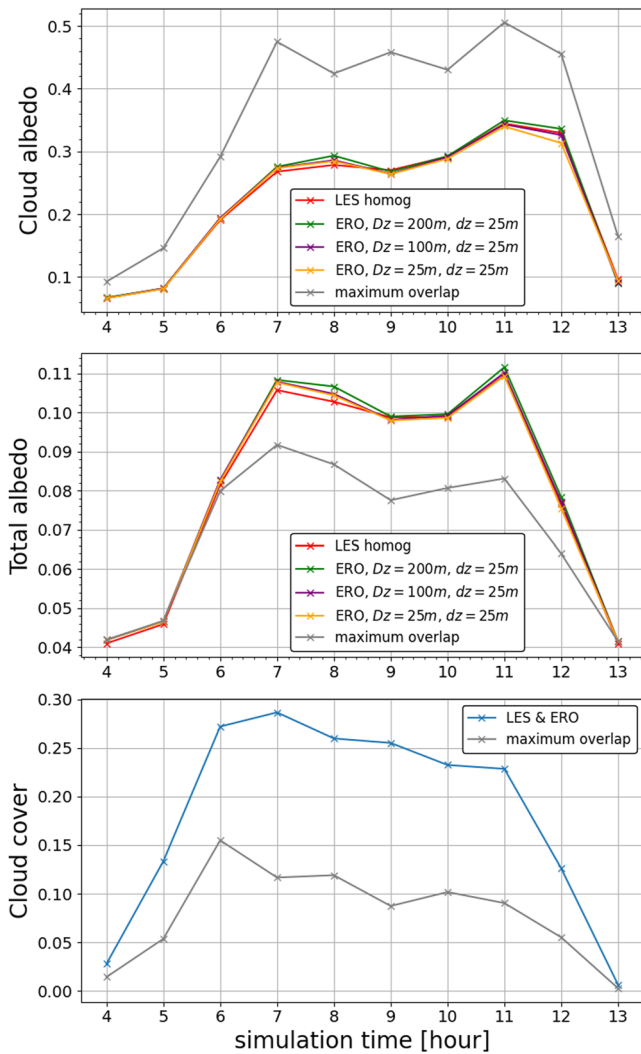 Cloud albedo
0.5
0.4
0.3
0.2
0.1
LES homog
ERO, Dz = 200m, dz = 25m
ERO, Dz = 100m, dz = 25m
ERO, Dz = 25m, dz = 25m
maximum overlap
4 5 6 7 8 9 10 11 12 13
Total albedo
0.11
0.10
0.09
0.08
0.07
0.06
0.05
0.04
LES homog
ERO, Dz = 200m, dz = 25m
ERO, Dz = 100m, dz = 25m
ERO, Dz = 25m, dz = 25m
maximum overlap
4 5 6 7 8 9 10 11 12 13
Cloud cover
0.30
0.25
0.20
0.15
0.10
0.05
0.00
LES & ERO
maximum overlap
4 5 6 7 8 9 10 11 12 13
simulation time [hour]